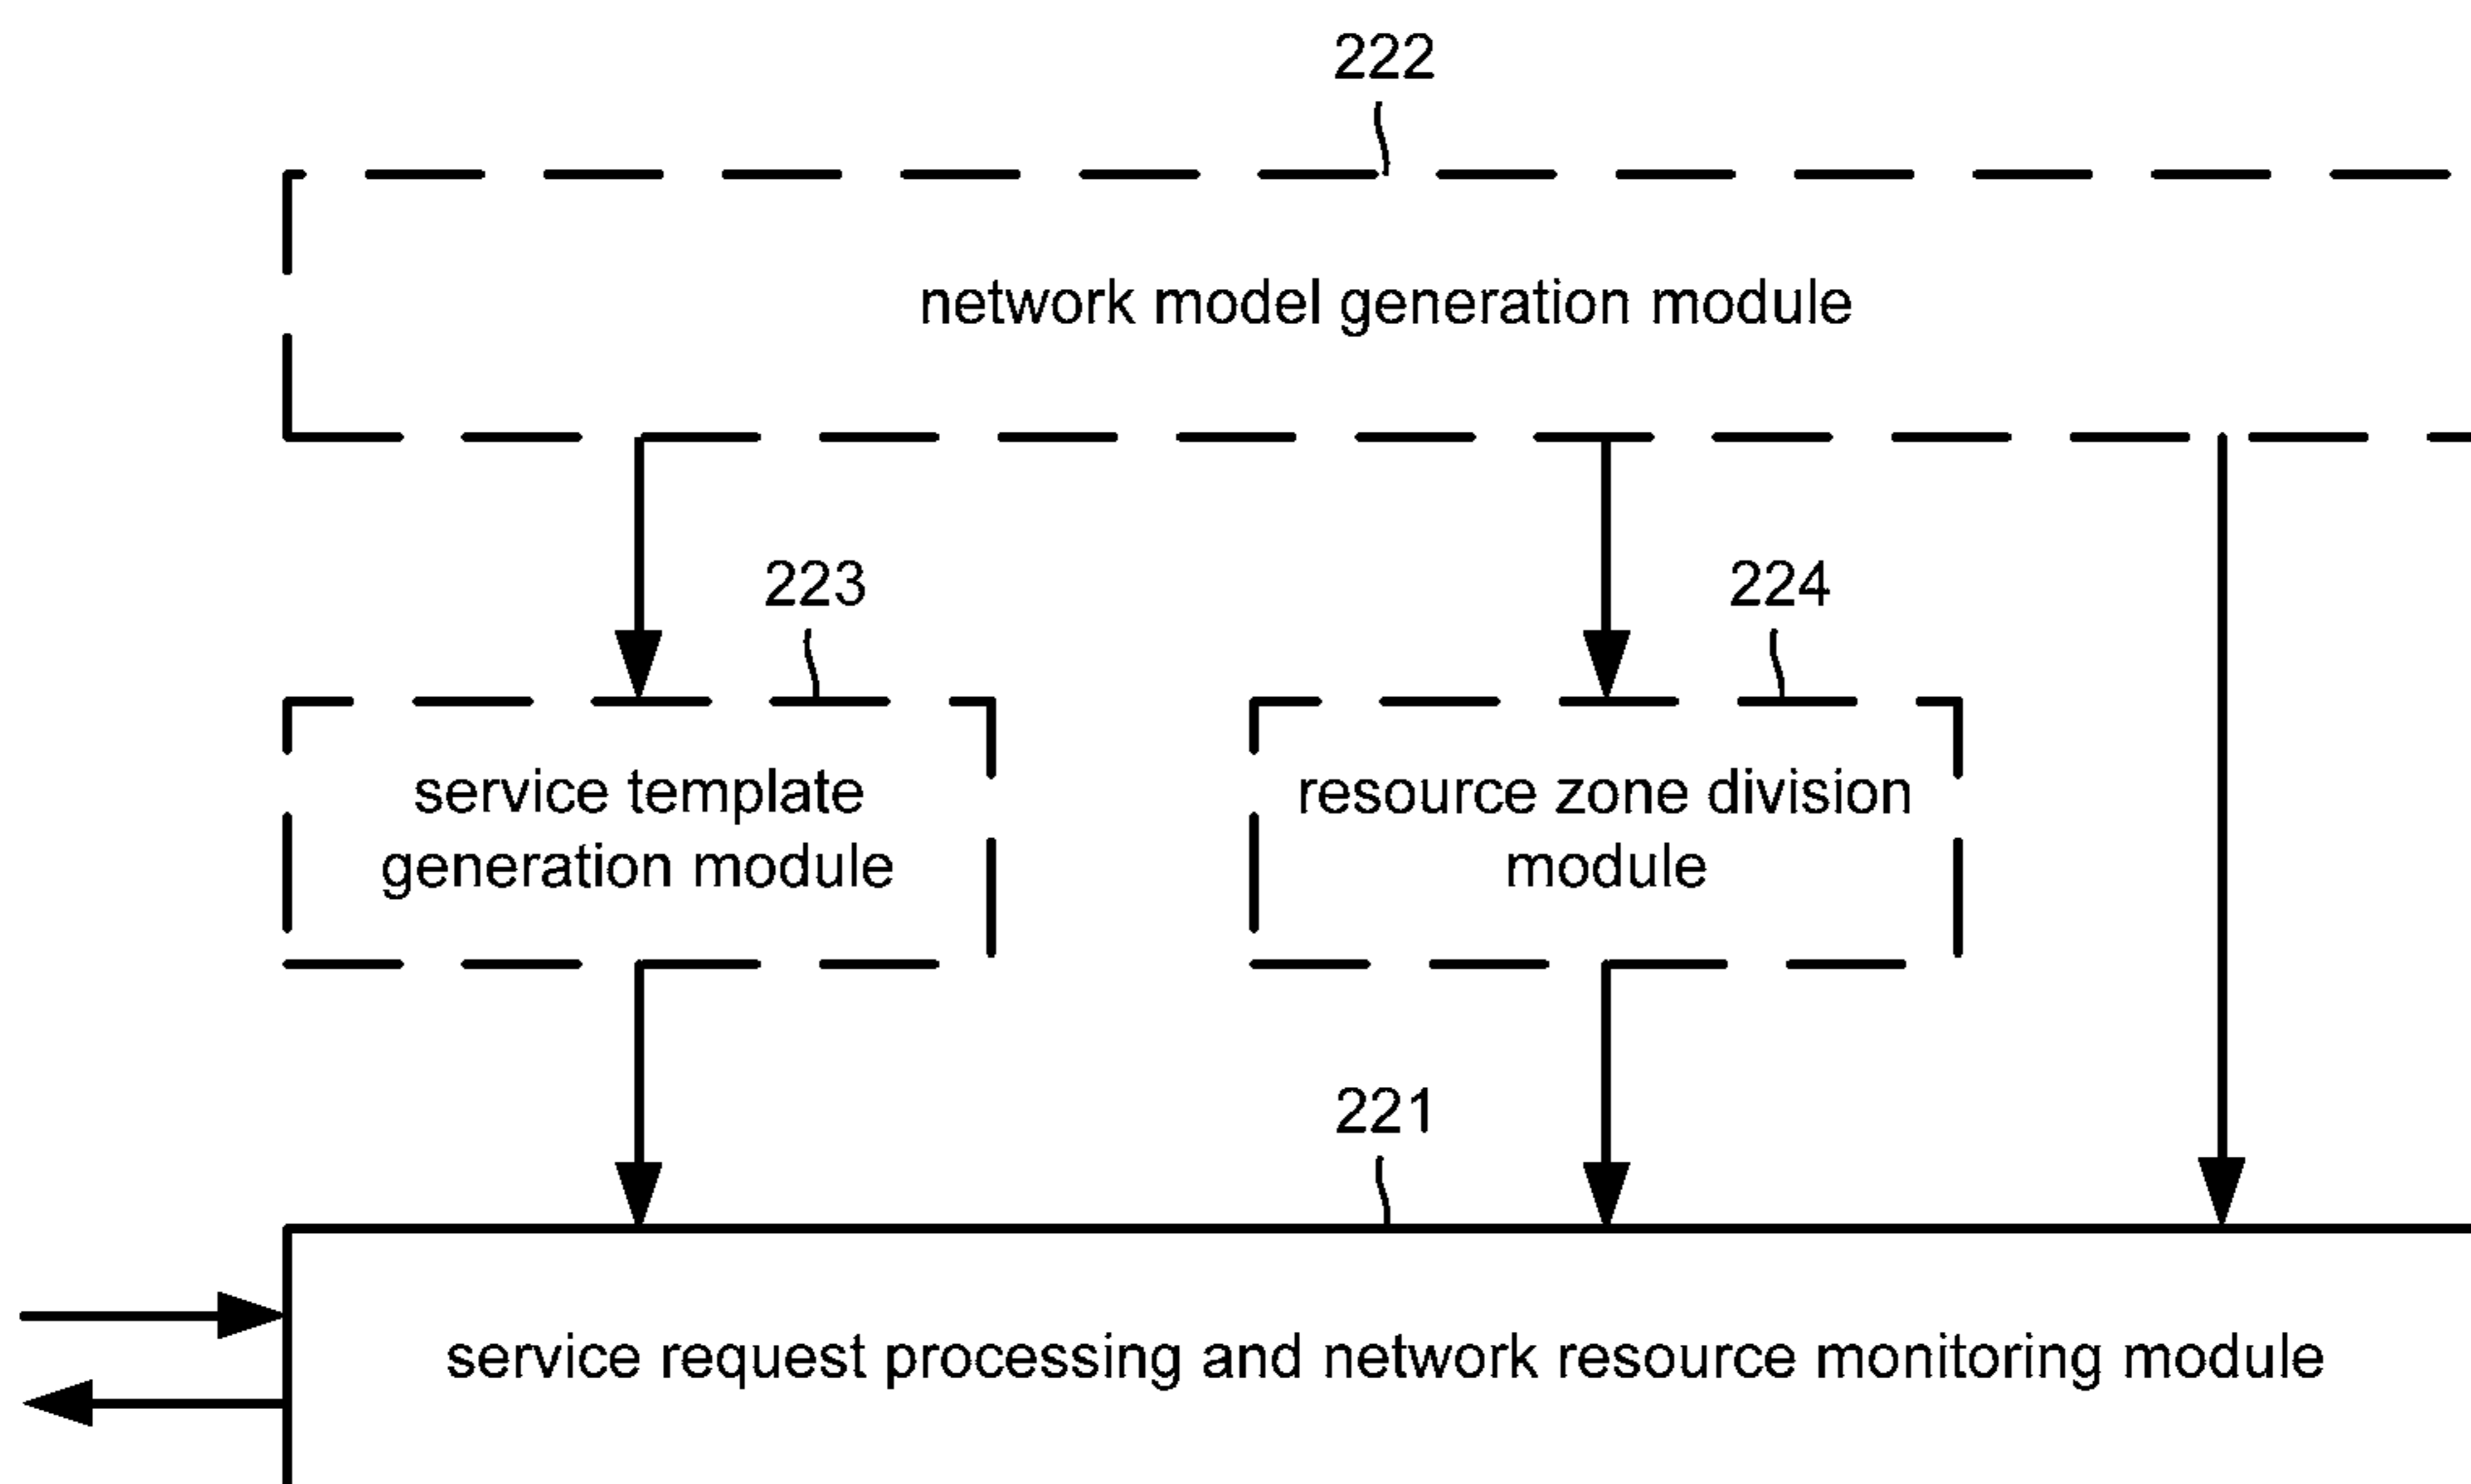 222
network model generation module
223
224
service template
generation module
resource zone division
module
221
service request processing and network resource monitoring module